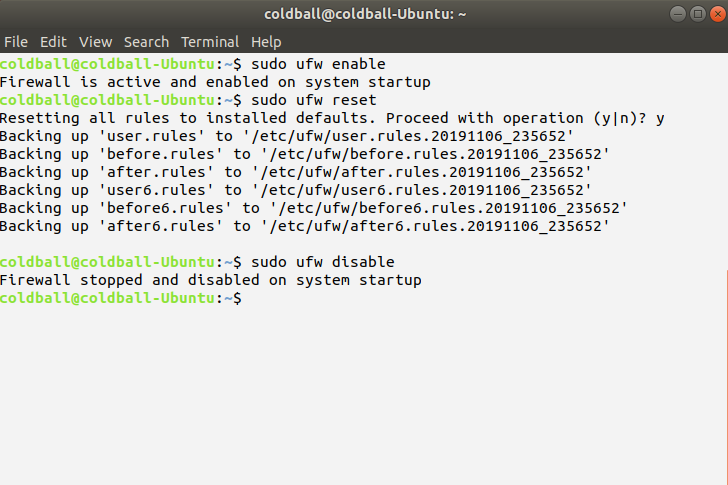 coldball@coldball-Ubuntu: ~
File Edit View Search Terminal Help
coldball@coldball-Ubuntu:~$ sudo ufw enable
Firewall is active and enabled on system startup
coldball@coldball-Ubuntu:~$ sudo ufw reset
Resetting all rules to installed defaults. Proceed with operation (y|n)? y
Backing up 'user.rules' to '/etc/ufw/user.rules.20191106_235652'
Backing up 'before.rules' to '/etc/ufw/before.rules.20191106_235652'
Backing up 'after.rules' to '/etc/ufw/after.rules.20191106_235652'
Backing up 'user6.rules' to '/etc/ufw/user6.rules.20191106_235652'
Backing up 'before6.rules' to '/etc/ufw/before6.rules.20191106_235652'
Backing up 'after6.rules' to '/etc/ufw/after6.rules.20191106_235652'
coldball@coldball-Ubuntu:~$ sudo ufw disable
Firewall stopped and disabled on system startup
coldball@coldball-Ubuntu:~$